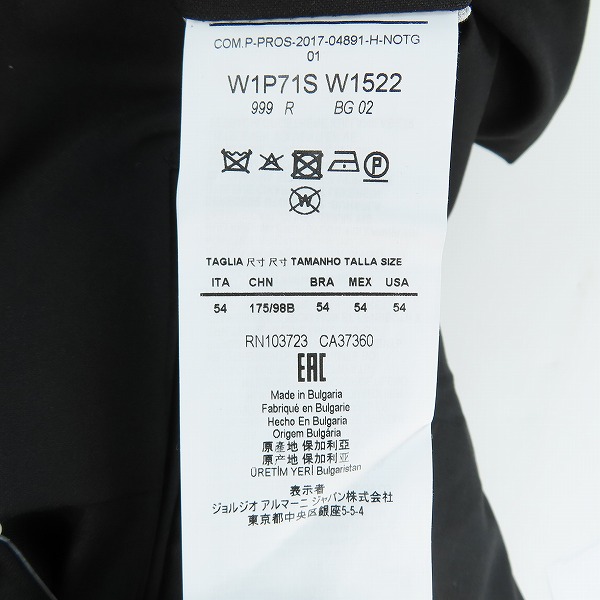 COM.P-PROS-2017-04891-H-NOTG
01
W1P71S W1522
999 R BG 02
P
W
TAGLIA 尺寸 尺寸 TAMANHO TALLA SIZE
ITA CHN BRA MEX USA
54 175/98B 54 54 54
RN103723 CA37360
EAC
Made in Bulgaria
Fabriqué en Bulgarie
Hecho En Bulgaria
Origem Bulgària
原產地 保加利亞
原产地 保加利亚
ÜRETİM YERİ Bulgaristan
表示者
ジョルジオ アルマーニ ジャパン株式会社
東京都中央区銀座5-5-4